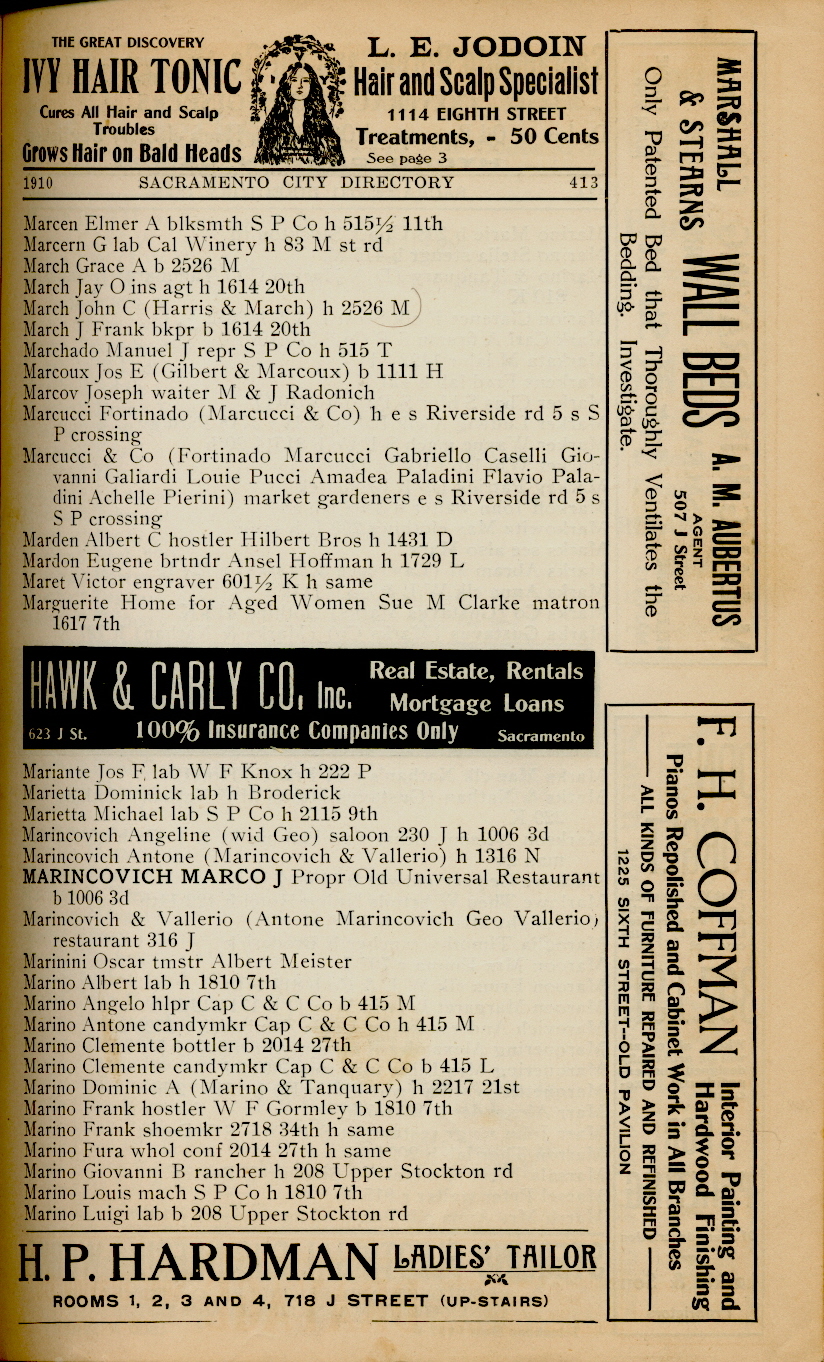 THE GREAT DISCOVERY
IVY HAIR TONIC
Cures All Hair and Scalp
Troubles
Grows Hair on Bald Heads
L. E. JODOIN
Hair and Scalp Specialist
1114 EIGHTH STREET
Treatments, - 50 Cents
See page 3
1910 SACRAMENTO CITY DIRECTORY 413
Marcen Elmer A blksmth S P Co h 515½ 11th
Marcern G lab Cal Winery h 83 M st rd
March Grace A b 2526 M
March Jay O ins agt h 1614 20th
March John C (Harris & March) h 2526 M
March J Frank bkpr b 1614 20th
Marchado Manuel J repr S P Co h 515 T
Marcoux Jos E (Gilbert & Marcoux) b 1111 H
Marcov Joseph waiter M & J Radonich
Marcucci Fortinado (Marcucci & Co) h e s Riverside rd 5 s S
P crossing
Marcucci & Co (Fortinado Marcucci Gabriello Caselli Gio-
vanni Galiardi Louie Pucci Amadea Paladini Flavio Pala-
dini Achelle Pierini) market gardeners e s Riverside rd 5 s
S P crossing
Marden Albert C hostler Hilbert Bros h 1431 D
Mardon Eugene brtndr Ansel Hoffman h 1729 L
Maret Victor engraver 601½ K h same
Marguerite Home for Aged Women Sue M Clarke matron
1617 7th
HAWK & CARLY CO, Inc.
Real Estate, Rentals
Mortgage Loans
623 J St. 100% Insurance Companies Only Sacramento
Mariante Jos F lab W F Knox h 222 P
Marietta Dominick lab h Broderick
Marietta Michael lab S P Co h 2115 9th
Marincovich Angeline (wid Geo) saloon 230 J h 1006 3d
Marincovich Antone (Marincovich & Vallerio) h 1316 N
MARINCOVICH MARCO J Propr Old Universal Restaurant
b 1006 3d
Marincovich & Vallerio (Antone Marincovich Geo Vallerio)
restaurant 316 J
Marinini Oscar tmstr Albert Meister
Marino Albert lab h 1810 7th
Marino Angelo hlpr Cap C & C Co b 415 M
Marino Antone candymkr Cap C & C Co h 415 M
Marino Clemente bottler b 2014 27th
Marino Clemente candymkr Cap C & C Co b 415 L
Marino Dominic A (Marino & Tanquary) h 2217 21st
Marino Frank hostler W F Gormley b 1810 7th
Marino Frank shoemkr 2718 34th h same
Marino Fura whol conf 2014 27th h same
Marino Giovanni B rancher h 208 Upper Stockton rd
Marino Louis mach S P Co h 1810 7th
Marino Luigi lab b 208 Upper Stockton rd
H. P. HARDMAN LADIES' TAILOR
ROOMS 1, 2, 3 AND 4, 718 J STREET (UP-STAIRS)
MARSHALL
& STEARNS WALL BEDS
A. M. AUBERTUS
AGENT
507 J Street
Only Patented Bed that Thoroughly Ventilates the
Bedding. Investigate.
F. H. COFFMAN
Interior Painting and
Hardwood Finishing
Pianos Repolished and Cabinet Work in All Branches
ALL KINDS OF FURNITURE REPAIRED AND REFINISHED
1225 SIXTH STREET--OLD PAVILION